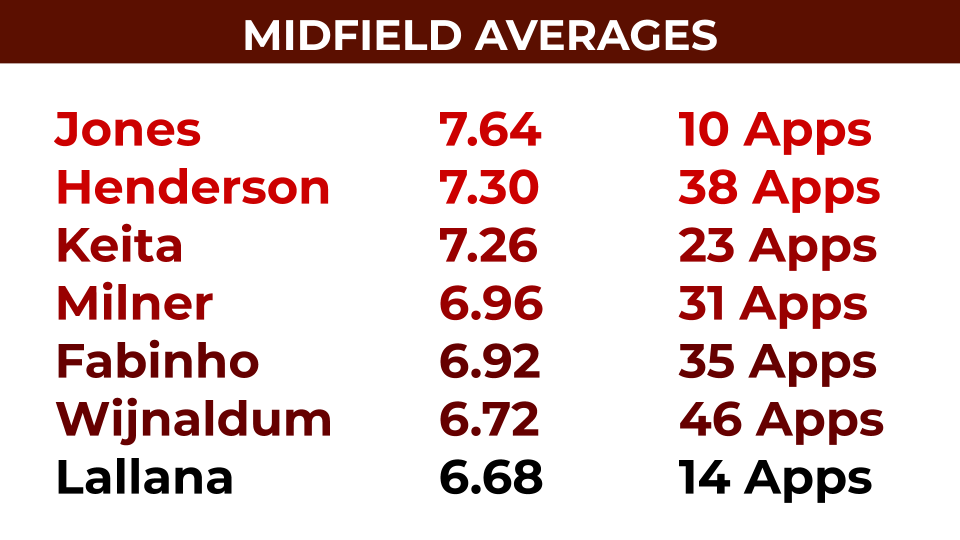 MIDFIELD AVERAGES
Jones 7.64 10 Apps
Henderson 7.30 38 Apps
Keita 7.26 23 Apps
Milner 6.96 31 Apps
Fabinho 6.92 35 Apps
Wijnaldum 6.72 46 Apps
Lallana 6.68 14 Apps